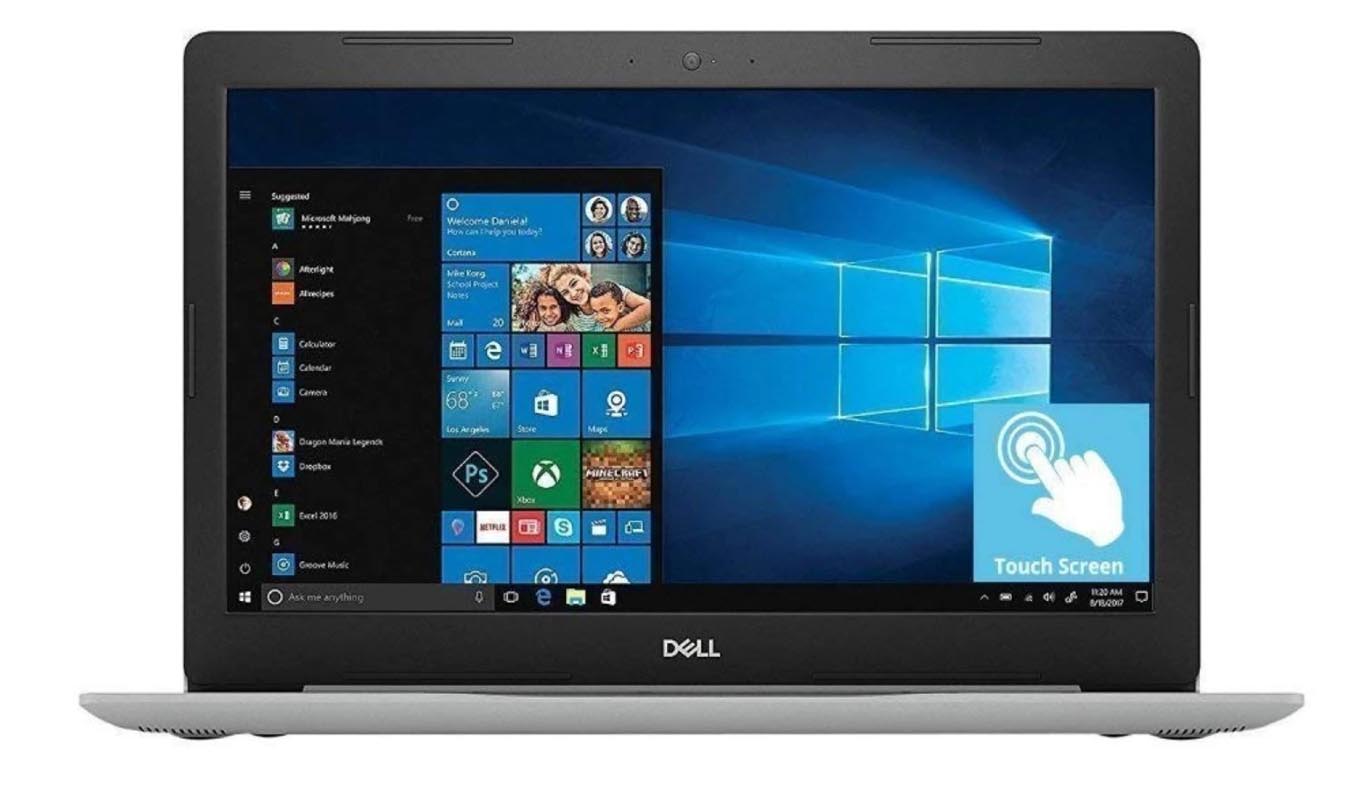 Suggested
Microsoft Mahjong
Free
A
Afterlight
Allrecipes
C
Calculator
Calendar
Camera
D
Dragon Mania Legends
Dropbox
E
Excel 2016
G
Groove Music
Welcome Daniela!
How can I help you today?
Cortana
Mike Kong
School Project
Notes
Mail 20
W N X P
Sunny
68°
Los Angeles
Store
Maps
Ps
Xbox
MINECRAFT
NETFLIX
S
Touch Screen
Ask me anything
11:20 AM
8/18/2017
DELL